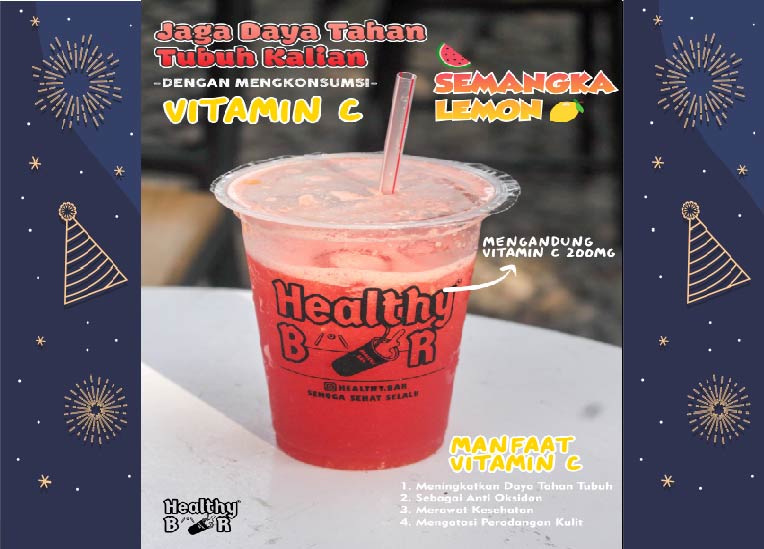 Jaga Daya Tahan
Tubuh Kalian
-DENGAN MENGKONSUMSI-
VITAMIN C
SEMANGKA
LEMON
MENGANDUNG
VITAMIN C 200MG
Healthy
B R
HEALTHY.BAR
SEMOGA SEHAT SELALU
MANFAAT
VITAMIN C
1. Meningkatkan Daya Tahan Tubuh
2. Sebagai Anti Oksidan
3. Merawat Kesehatan
4. Mengatasi Peradangan Kulit
Healthy
B R